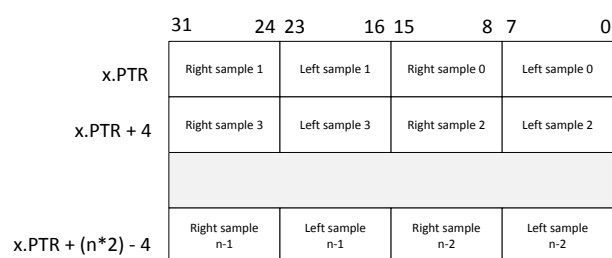 31 24 23 16 15 8 7 0
x.PTR Right sample 1 Left sample 1 Right sample 0 Left sample 0
x.PTR + 4 Right sample 3 Left sample 3 Right sample 2 Left sample 2
x.PTR + (n*2) - 4 Right sample n-1 Left sample n-1 Right sample n-2 Left sample n-2